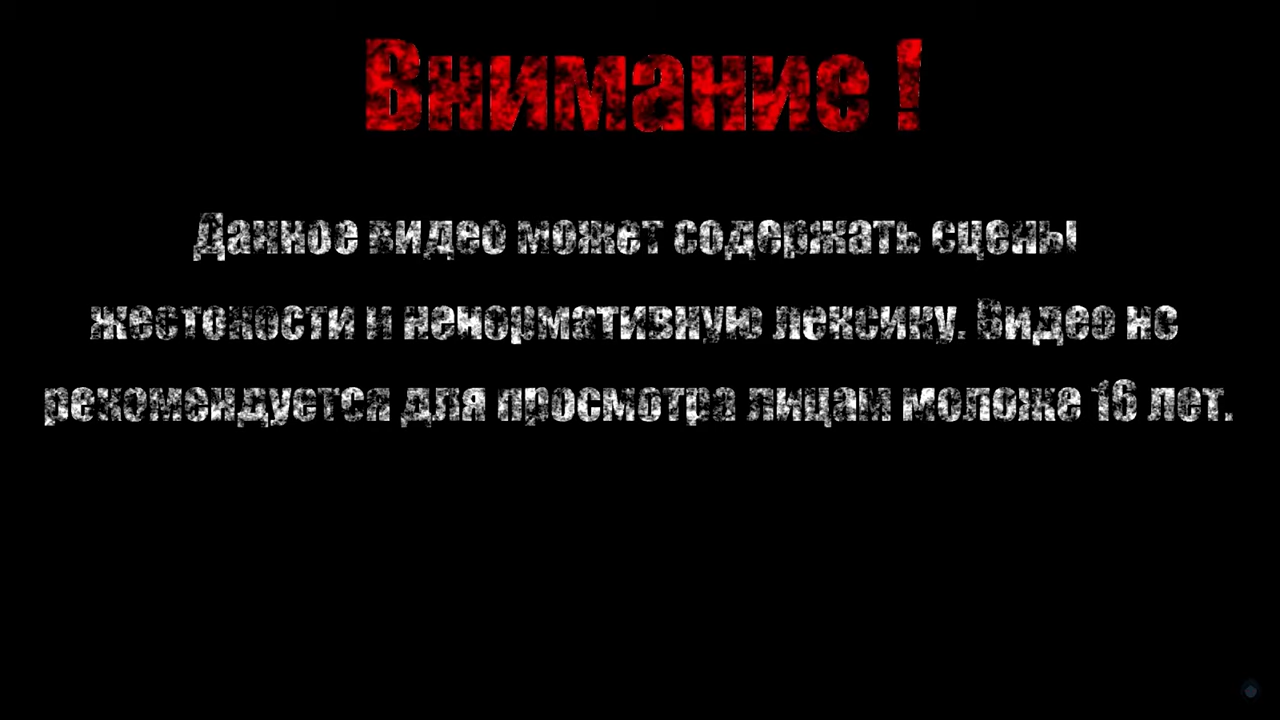 Внимание !
Данное видео может содержать сцены
жестокости и ненормативную лексику. Видео не
рекомендуется для просмотра лицам моложе 16 лет.